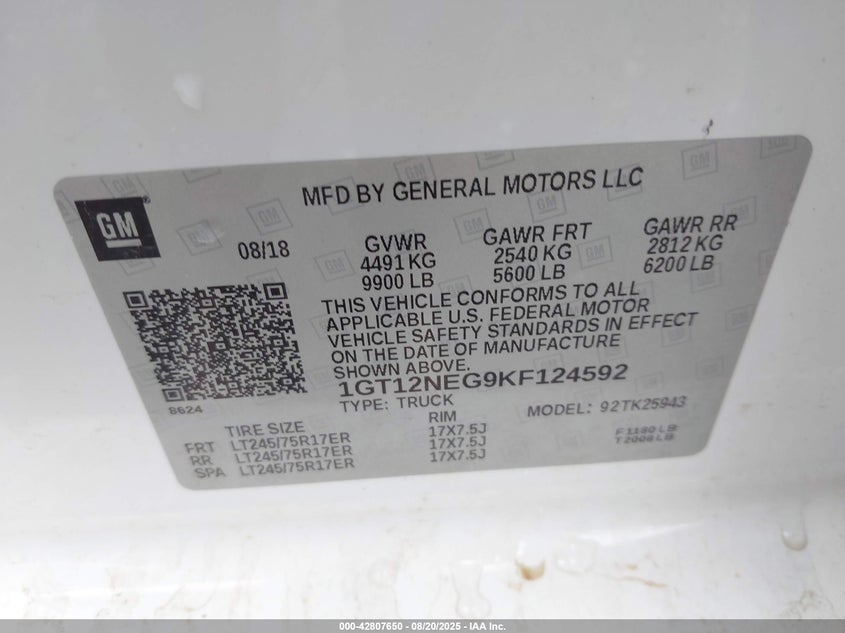 GM
MFD BY GENERAL MOTORS LLC
08/18
GVWR
4491 KG
9900 LB
GAWR FRT
2540 KG
5600 LB
GAWR RR
2812 KG
6200 LB
THIS VEHICLE CONFORMS TO ALL
APPLICABLE U.S. FEDERAL MOTOR
VEHICLE SAFETY STANDARDS IN EFFECT
ON THE DATE OF MANUFACTURE
SHOWN ABOVE.
8624
1GT12NEG9KF124592
TYPE: TRUCK
MODEL: 92TK25943
TIRE SIZE RIM
FRT LT245/75R17ER 17X7.5J
RR LT245/75R17ER 17X7.5J
SPA LT245/75R17ER 17X7.5J
F1180 LB
T2008 LB
000-42807650 - 08/20/2025 - IAA Inc.